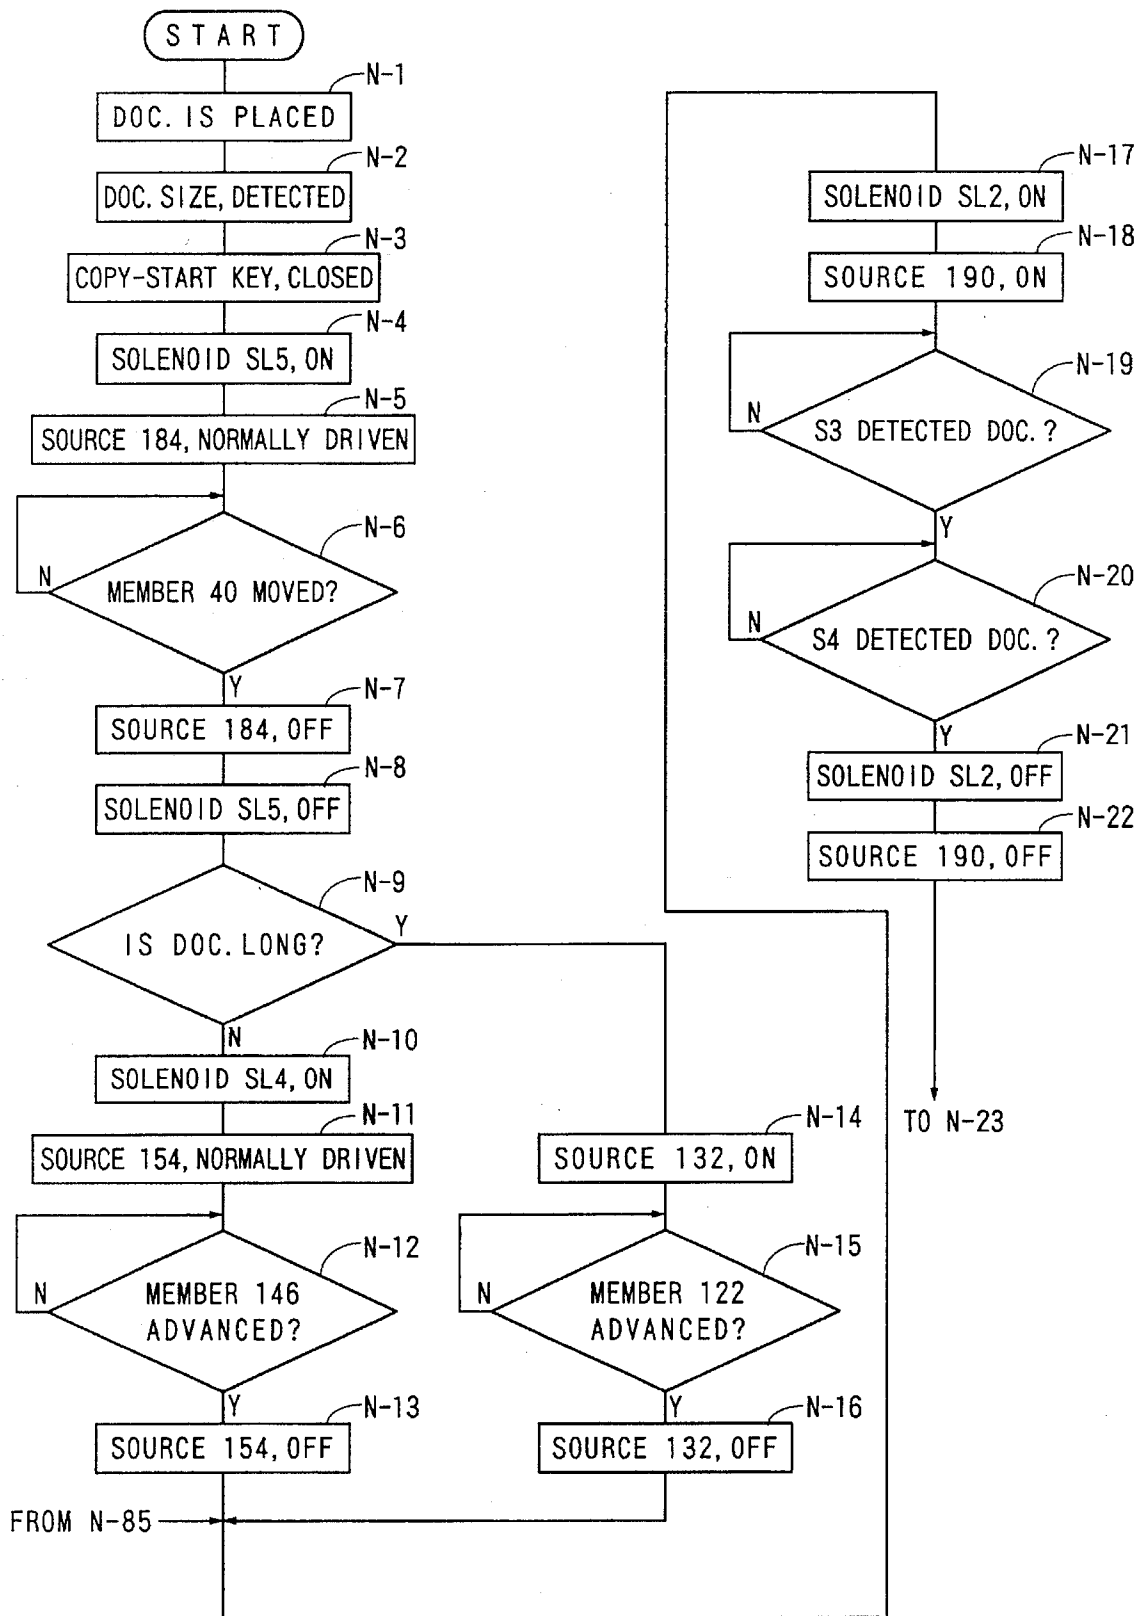 START
N-1
DOC. IS PLACED
N-2
DOC. SIZE, DETECTED
N-3
COPY-START KEY, CLOSED
N-4
SOLENOID SL5, ON
N-5
SOURCE 184, NORMALLY DRIVEN
N-6
MEMBER 40 MOVED?
N
Y
N-7
SOURCE 184, OFF
N-8
SOLENOID SL5, OFF
N-9
IS DOC. LONG?
Y
N
N-10
SOLENOID SL4, ON
N-11
SOURCE 154, NORMALLY DRIVEN
N-12
MEMBER 146
ADVANCED?
N
Y
N-13
SOURCE 154, OFF
FROM N-85
N-14
SOURCE 132, ON
N-15
MEMBER 122
ADVANCED?
N
Y
N-16
SOURCE 132, OFF
N-17
SOLENOID SL2, ON
N-18
SOURCE 190, ON
N-19
S3 DETECTED DOC. ?
N
Y
N-20
S4 DETECTED DOC. ?
N
Y
N-21
SOLENOID SL2, OFF
N-22
SOURCE 190, OFF
TO N-23